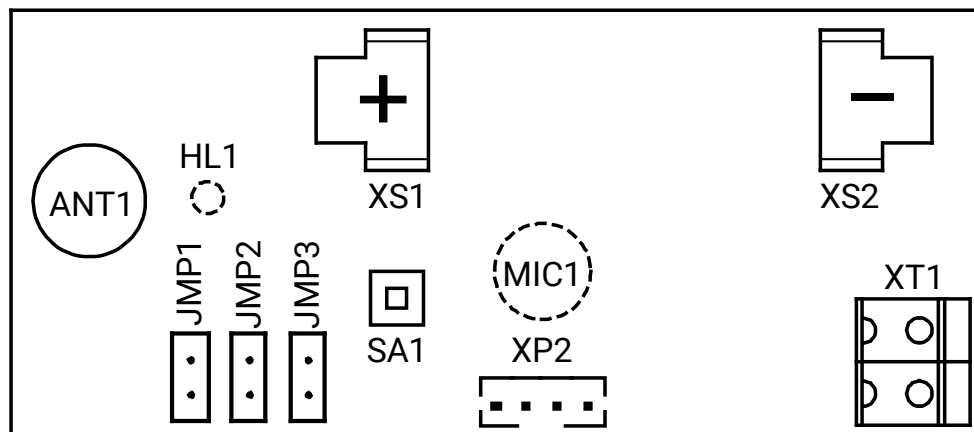 +
−
HL1
ANT1
XS1
XS2
JMP1
JMP2
JMP3
MIC1
XT1
SA1
XP2